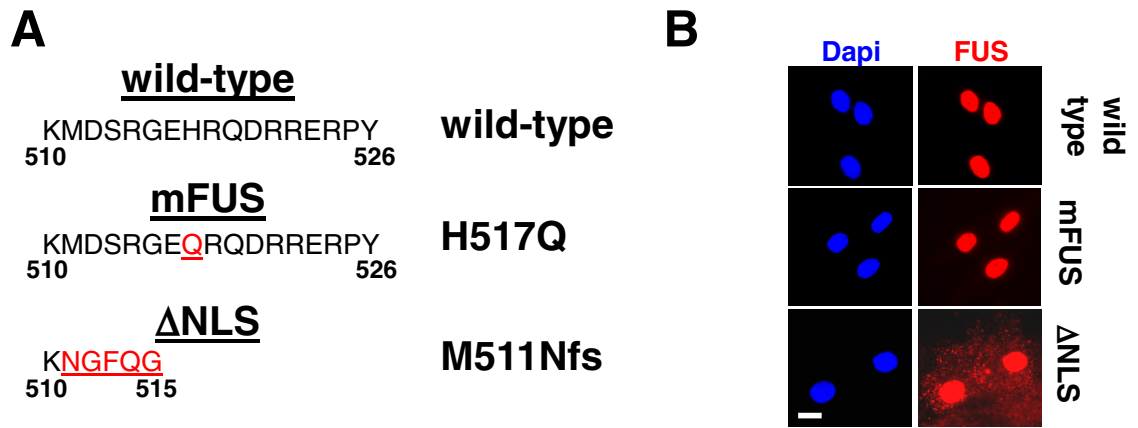 A
wild-type
KMDSRGEHRQDRRERPY
510 526
wild-type
mFUS
KMDSRGEQRQDRRERPY
510 526
H517Q
ΔNLS
KNGFQG
510 515
M511Nfs
B
Dapi FUS
wild
type
mFUS
ΔNLS